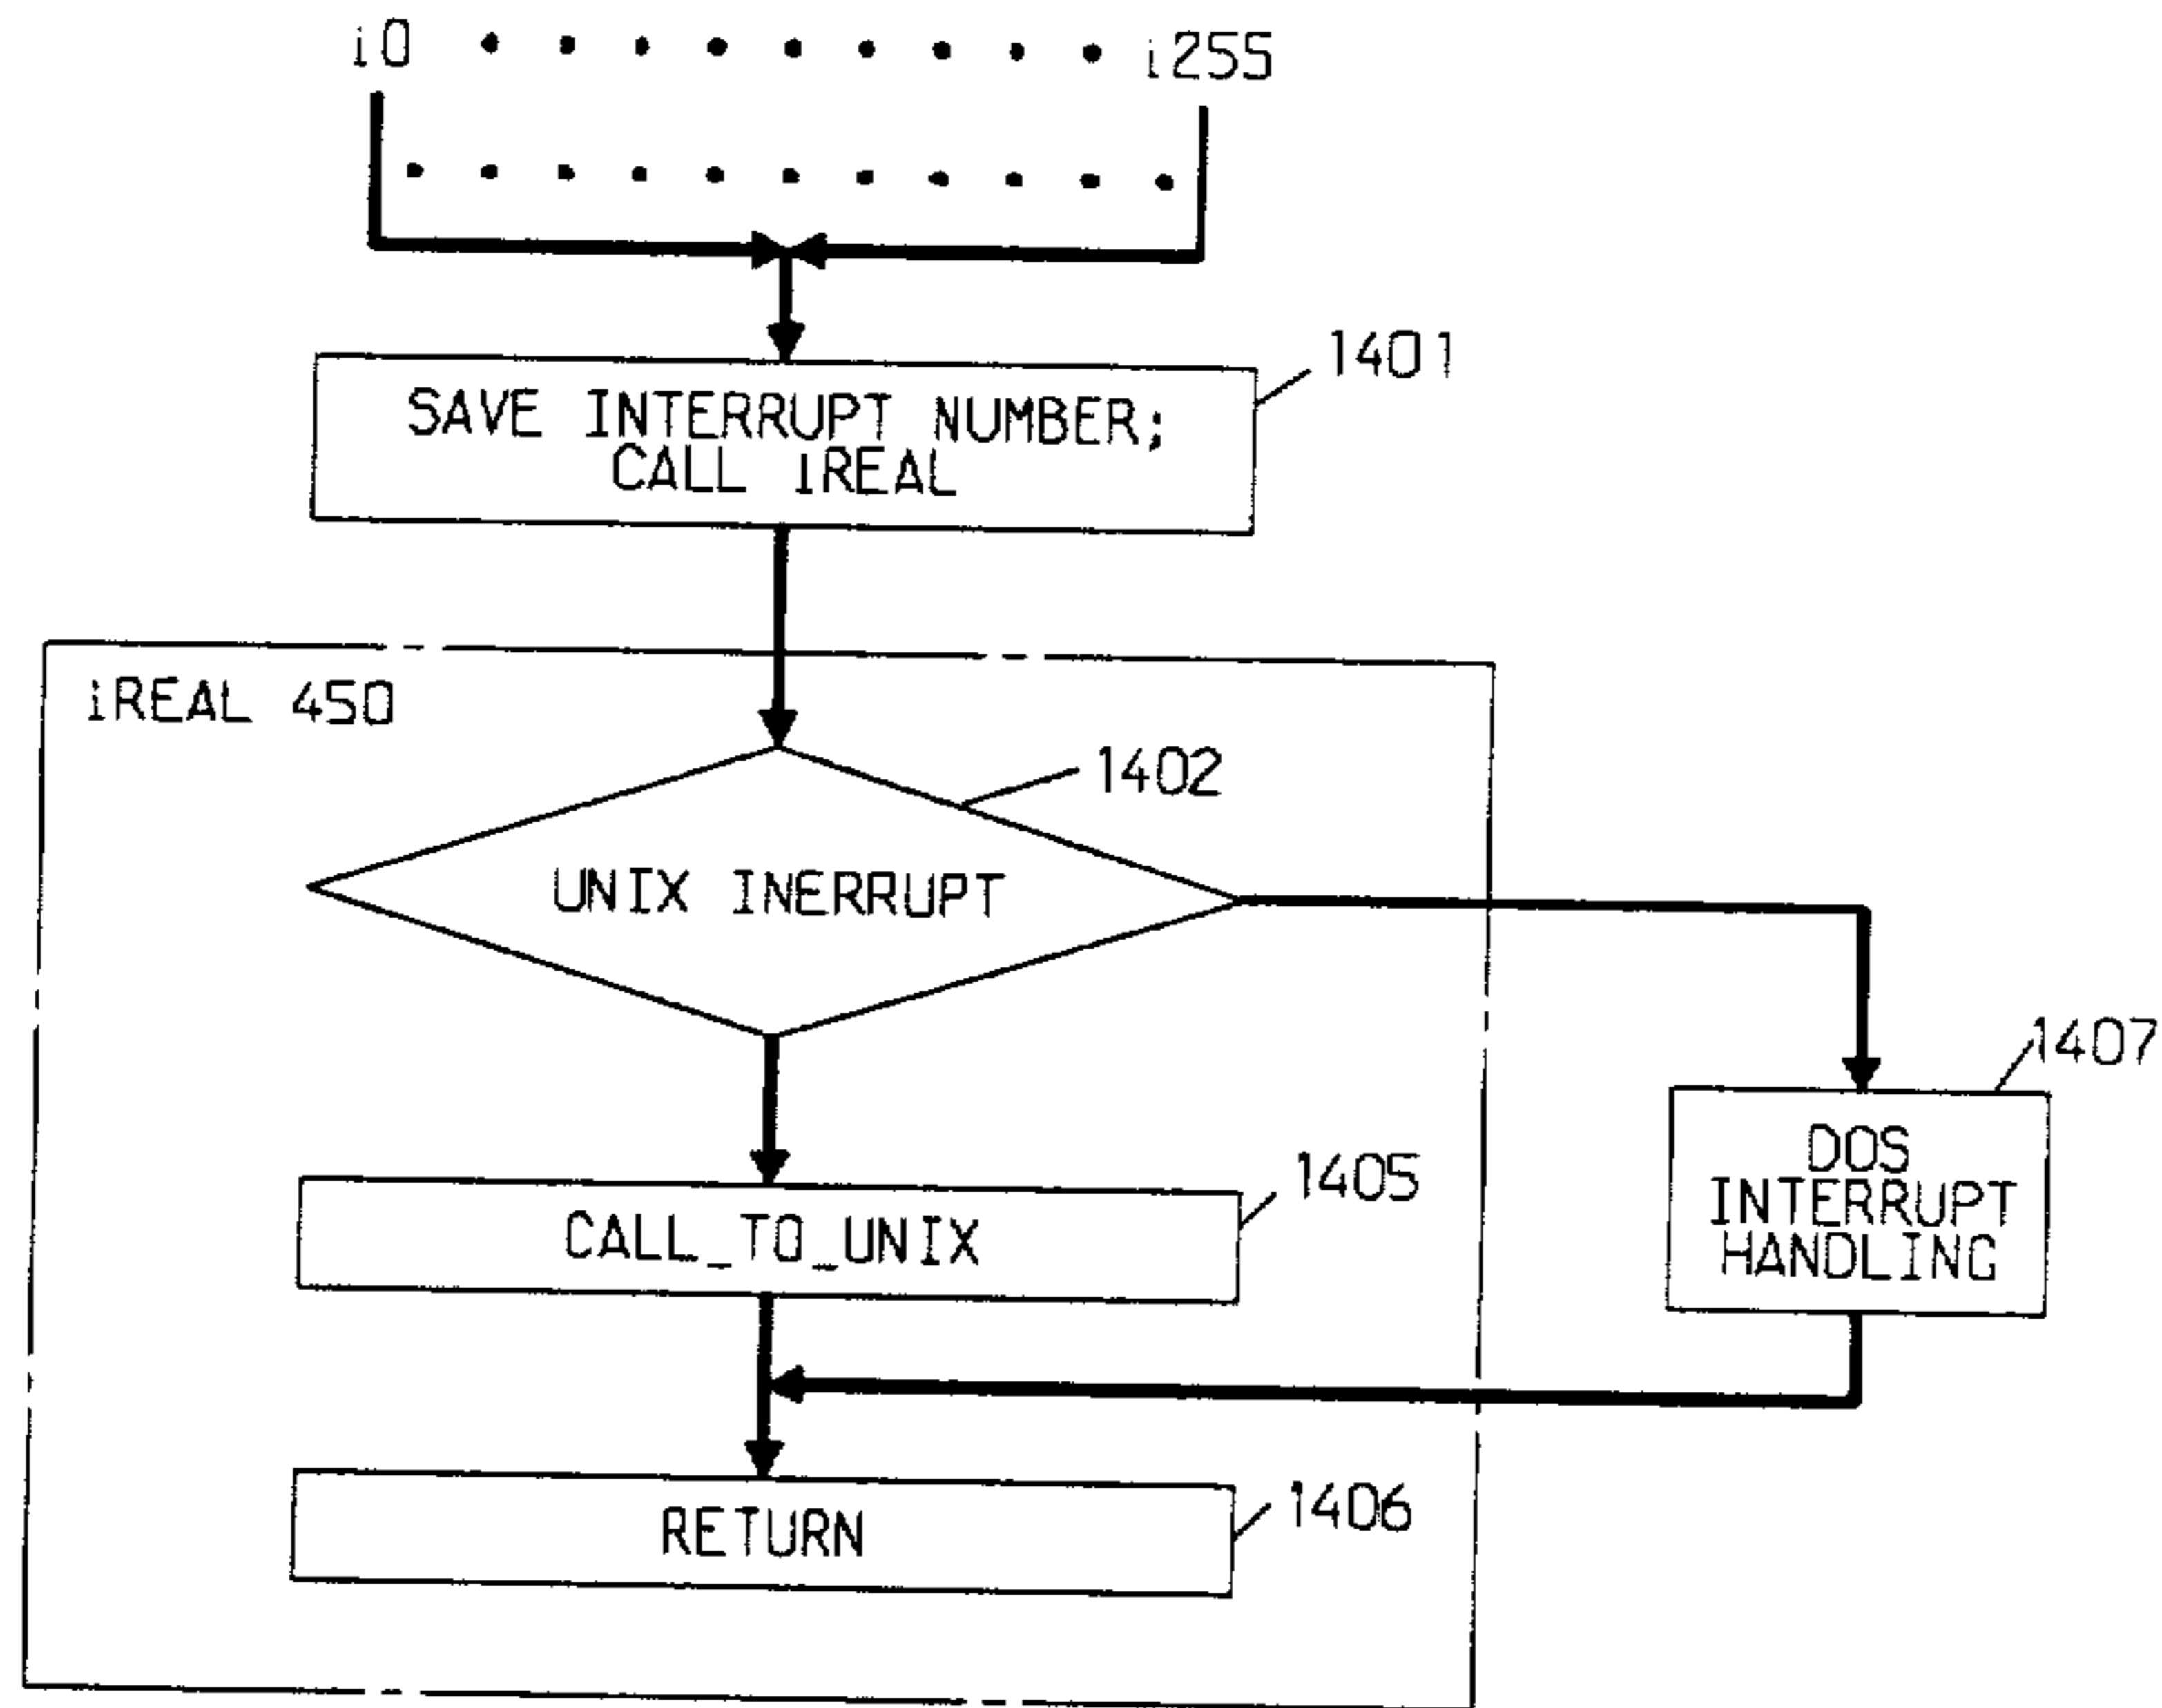 i0 . . . . . . . . . i255
1401
SAVE INTERRUPT NUMBER;
CALL IREAL
iREAL 450
1402
UNIX INERRUPT
1407
DOS
INTERRUPT
HANDLING
1405
CALL_TO_UNIX
1406
RETURN